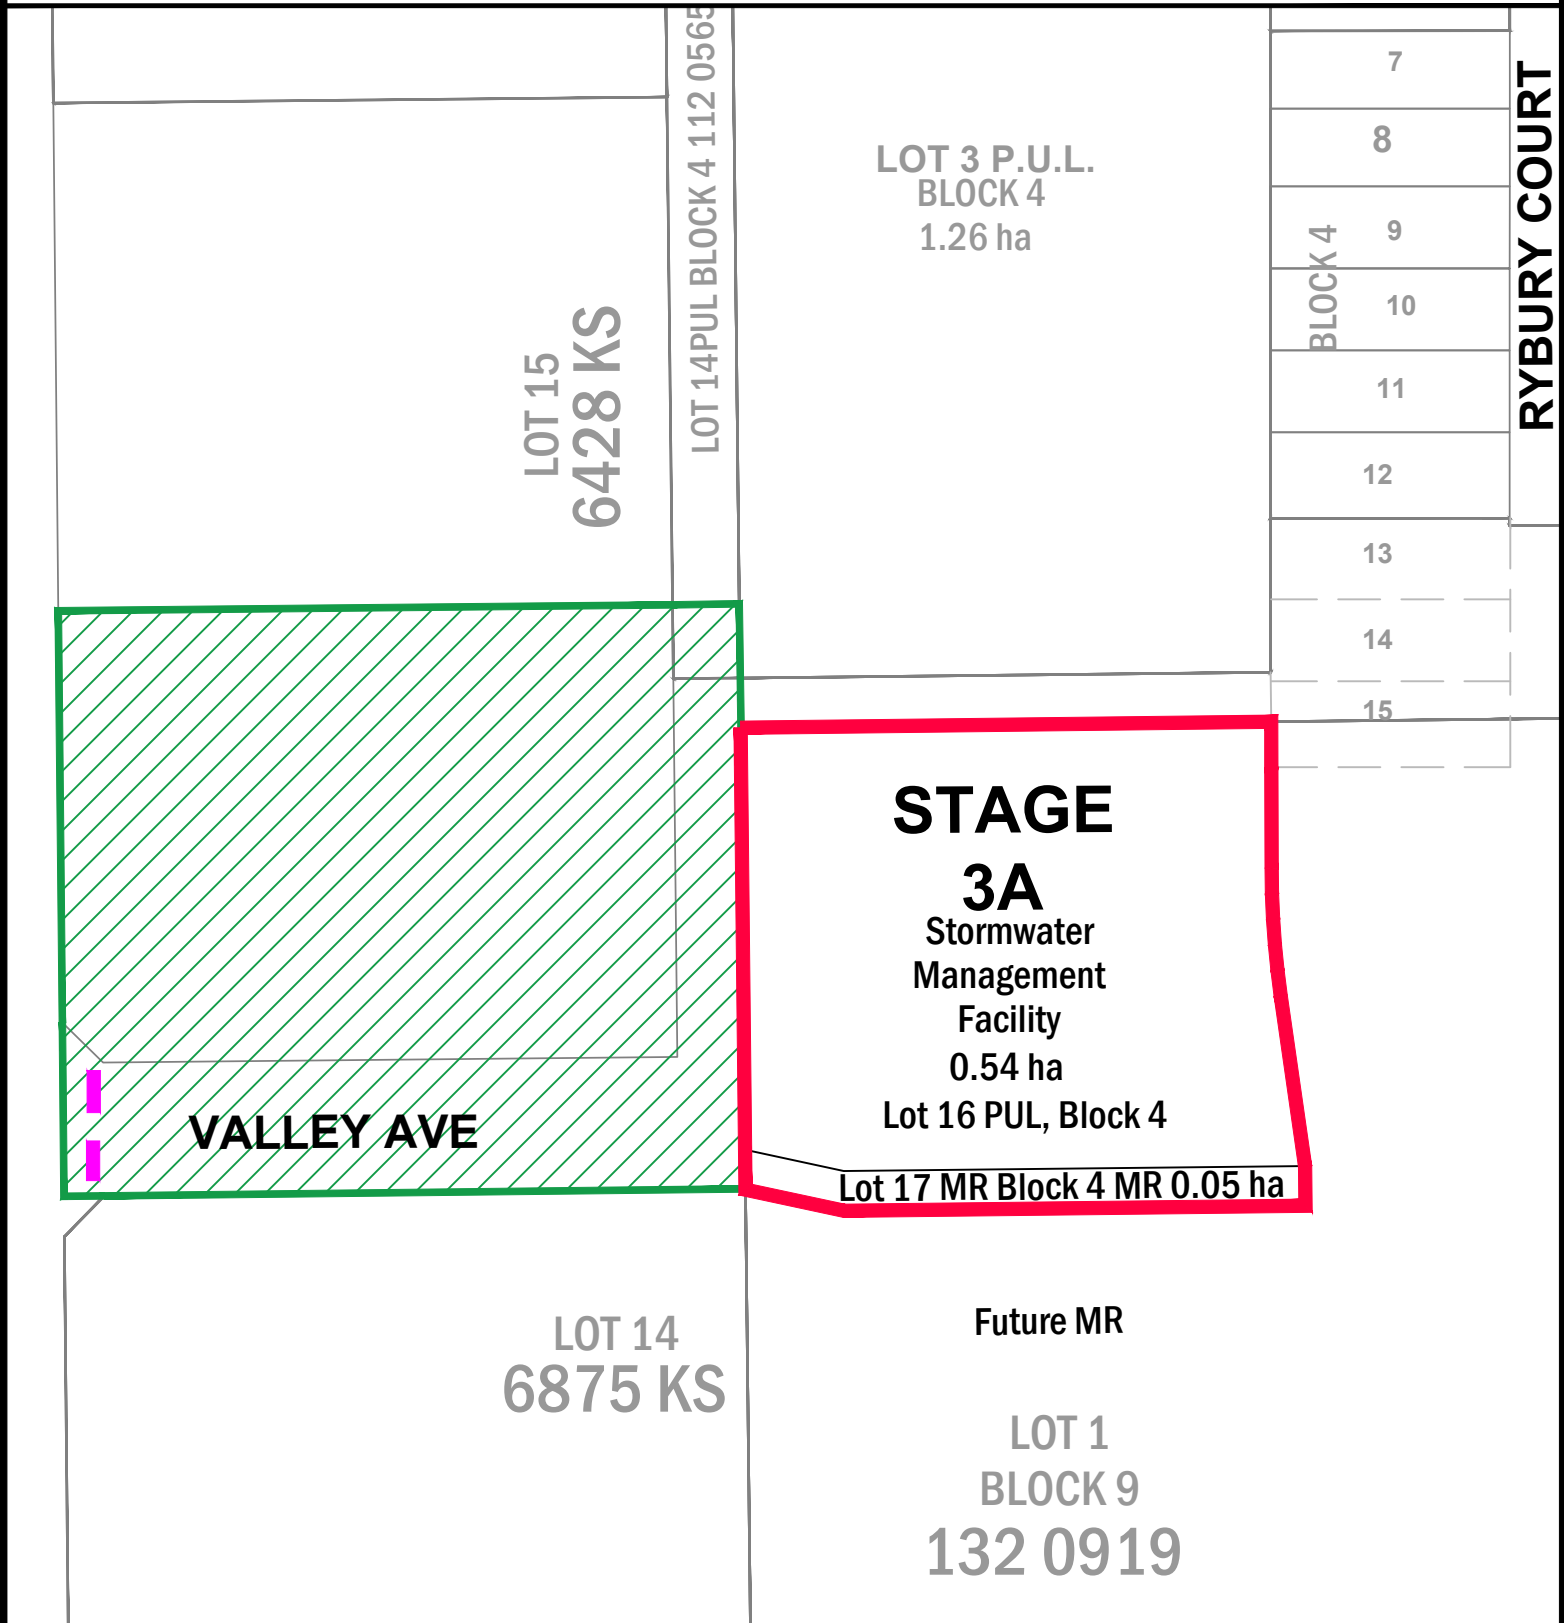 LOT 14PUL BLOCK 4 112 0565
LOT 3 P.U.L.
BLOCK 4
1.26 ha
7
8
9
10
11
12
13
14
15
BLOCK 4
RYBURY COURT
LOT 15
6428 KS
STAGE
3A
Stormwater
Management
Facility
0.54 ha
Lot 16 PUL, Block 4
Lot 17 MR Block 4 MR 0.05 ha
VALLEY AVE
LOT 14
6875 KS
Future MR
LOT 1
BLOCK 9
132 0919